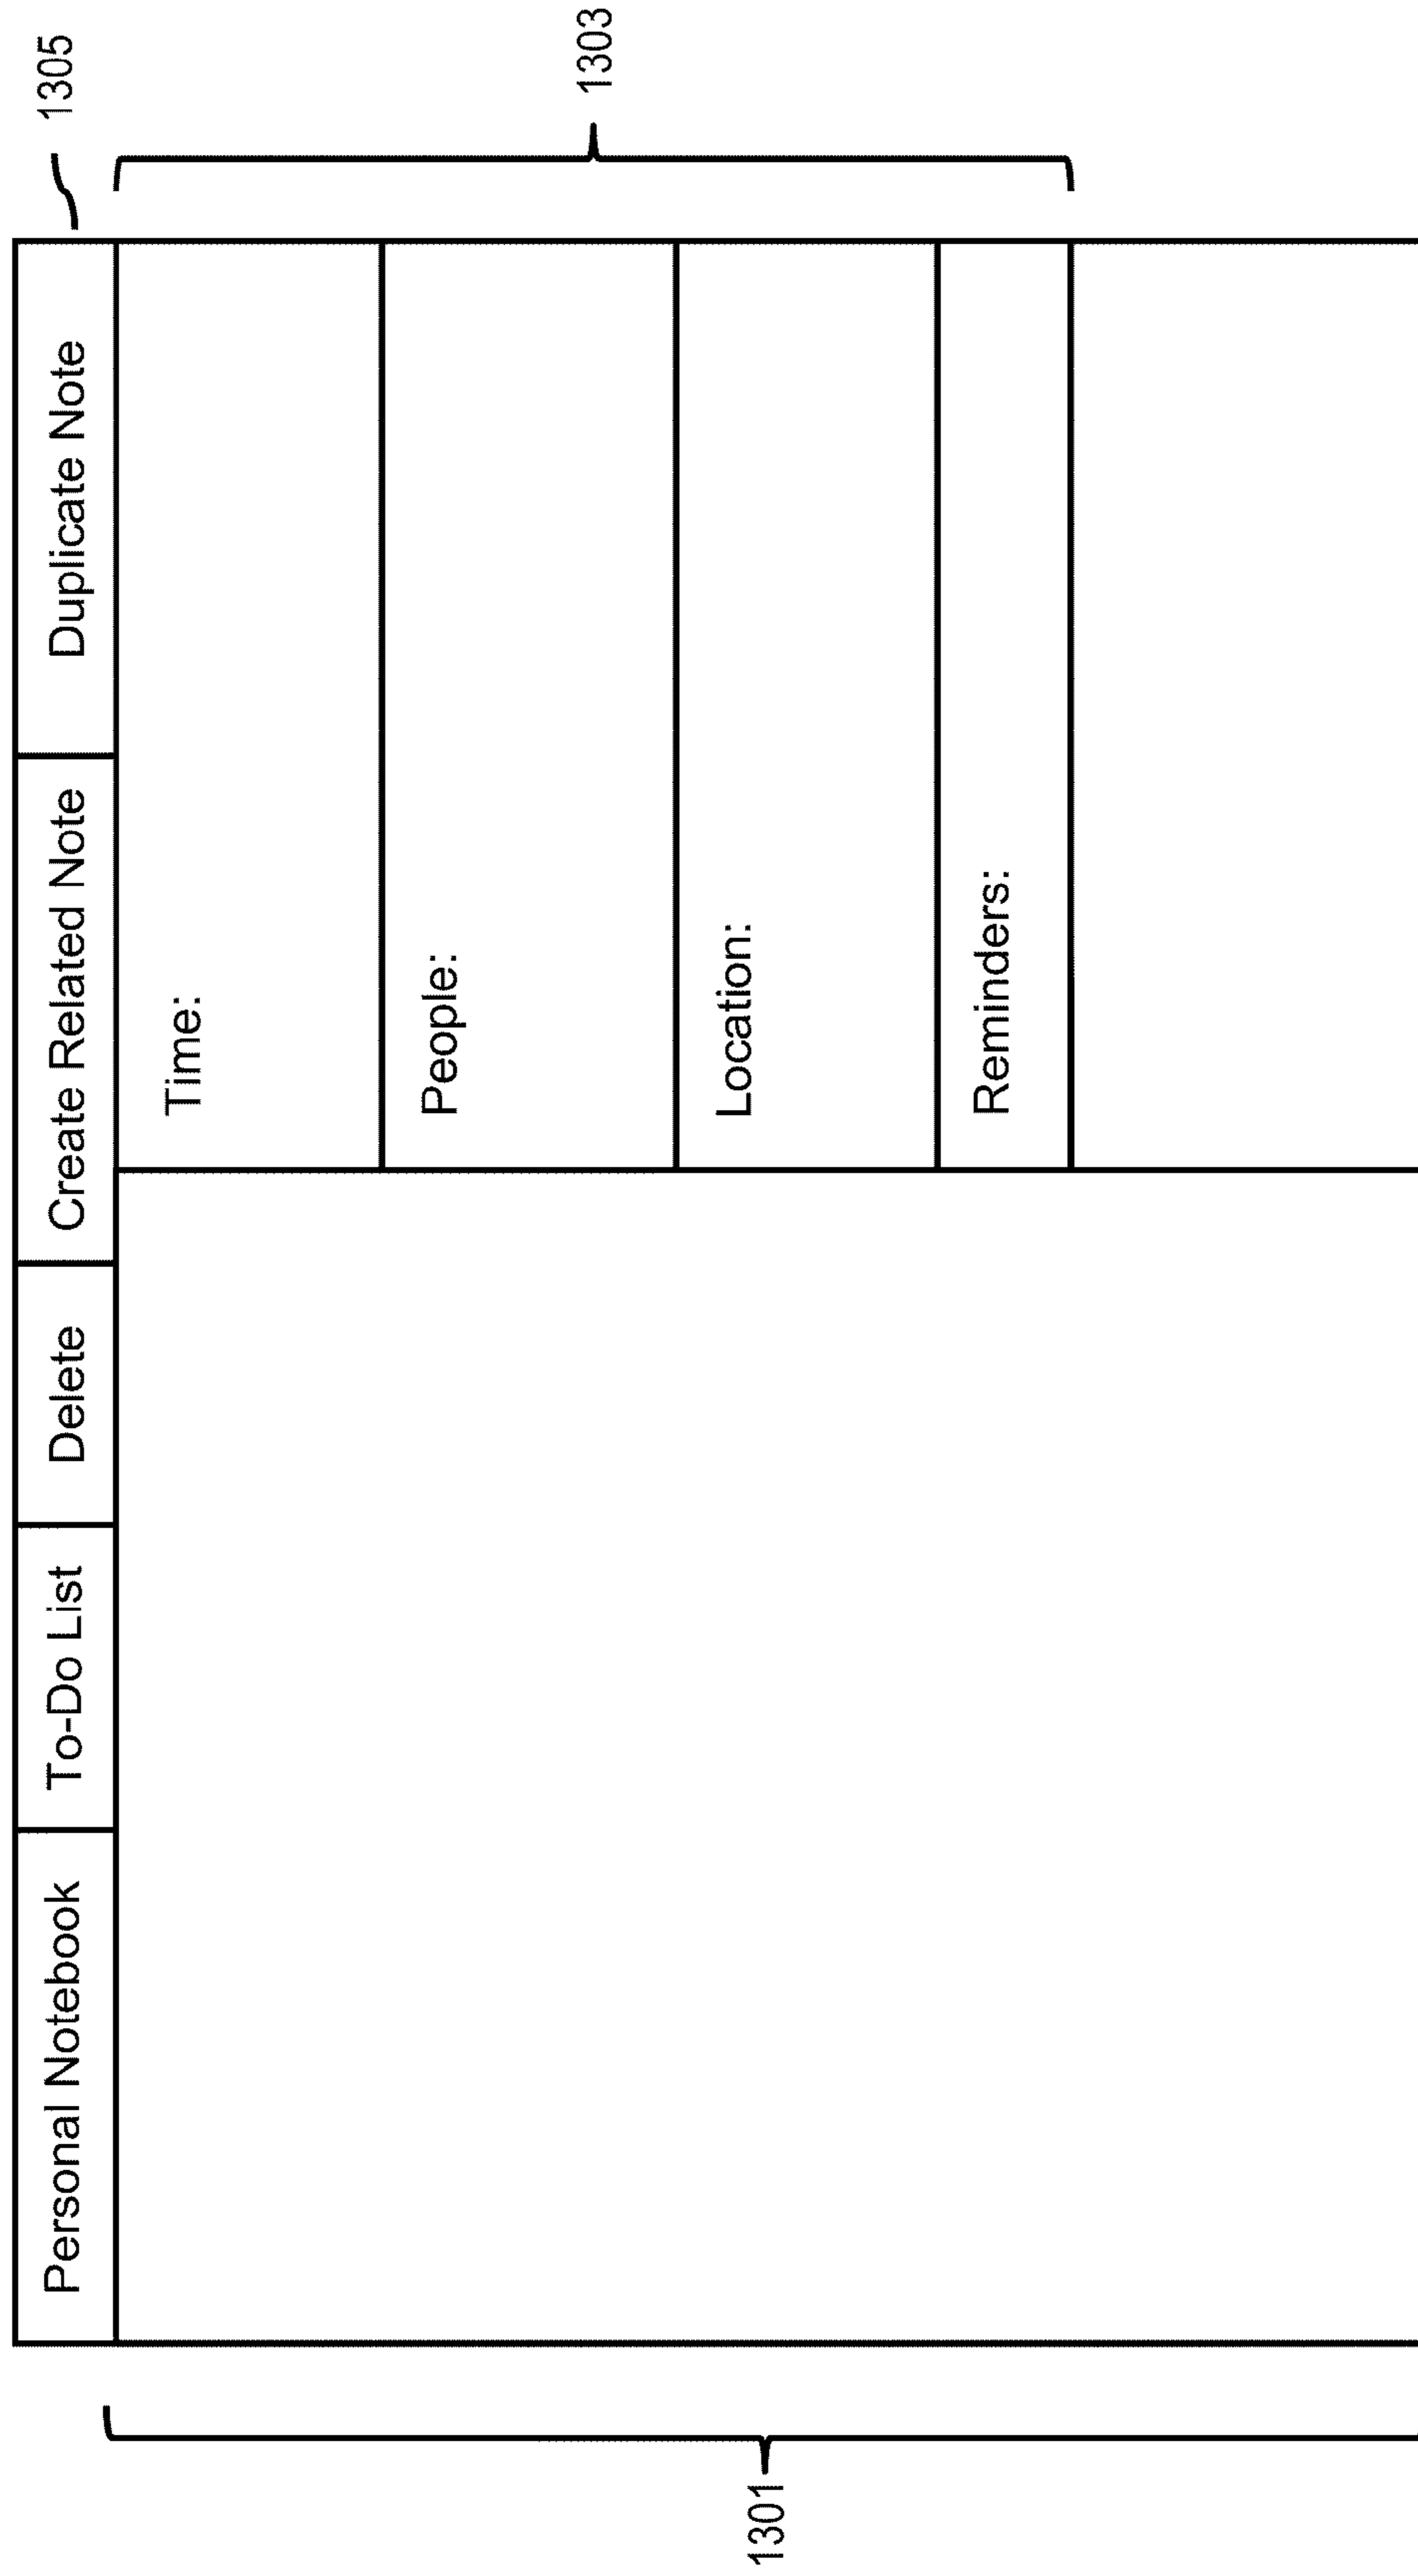 1305
Personal Notebook To-Do List Delete Create Related Note Duplicate Note
Time:
People:
1303
Location:
1301
Reminders: